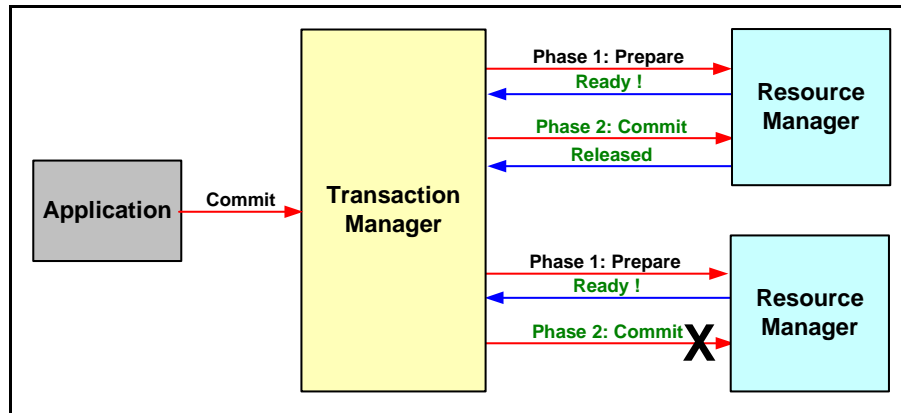 Application
Commit
Transaction
Manager
Phase 1: Prepare
Ready !
Phase 2: Commit
Released
Resource
Manager
Phase 1: Prepare
Ready !
Phase 2: Commit
X
Resource
Manager